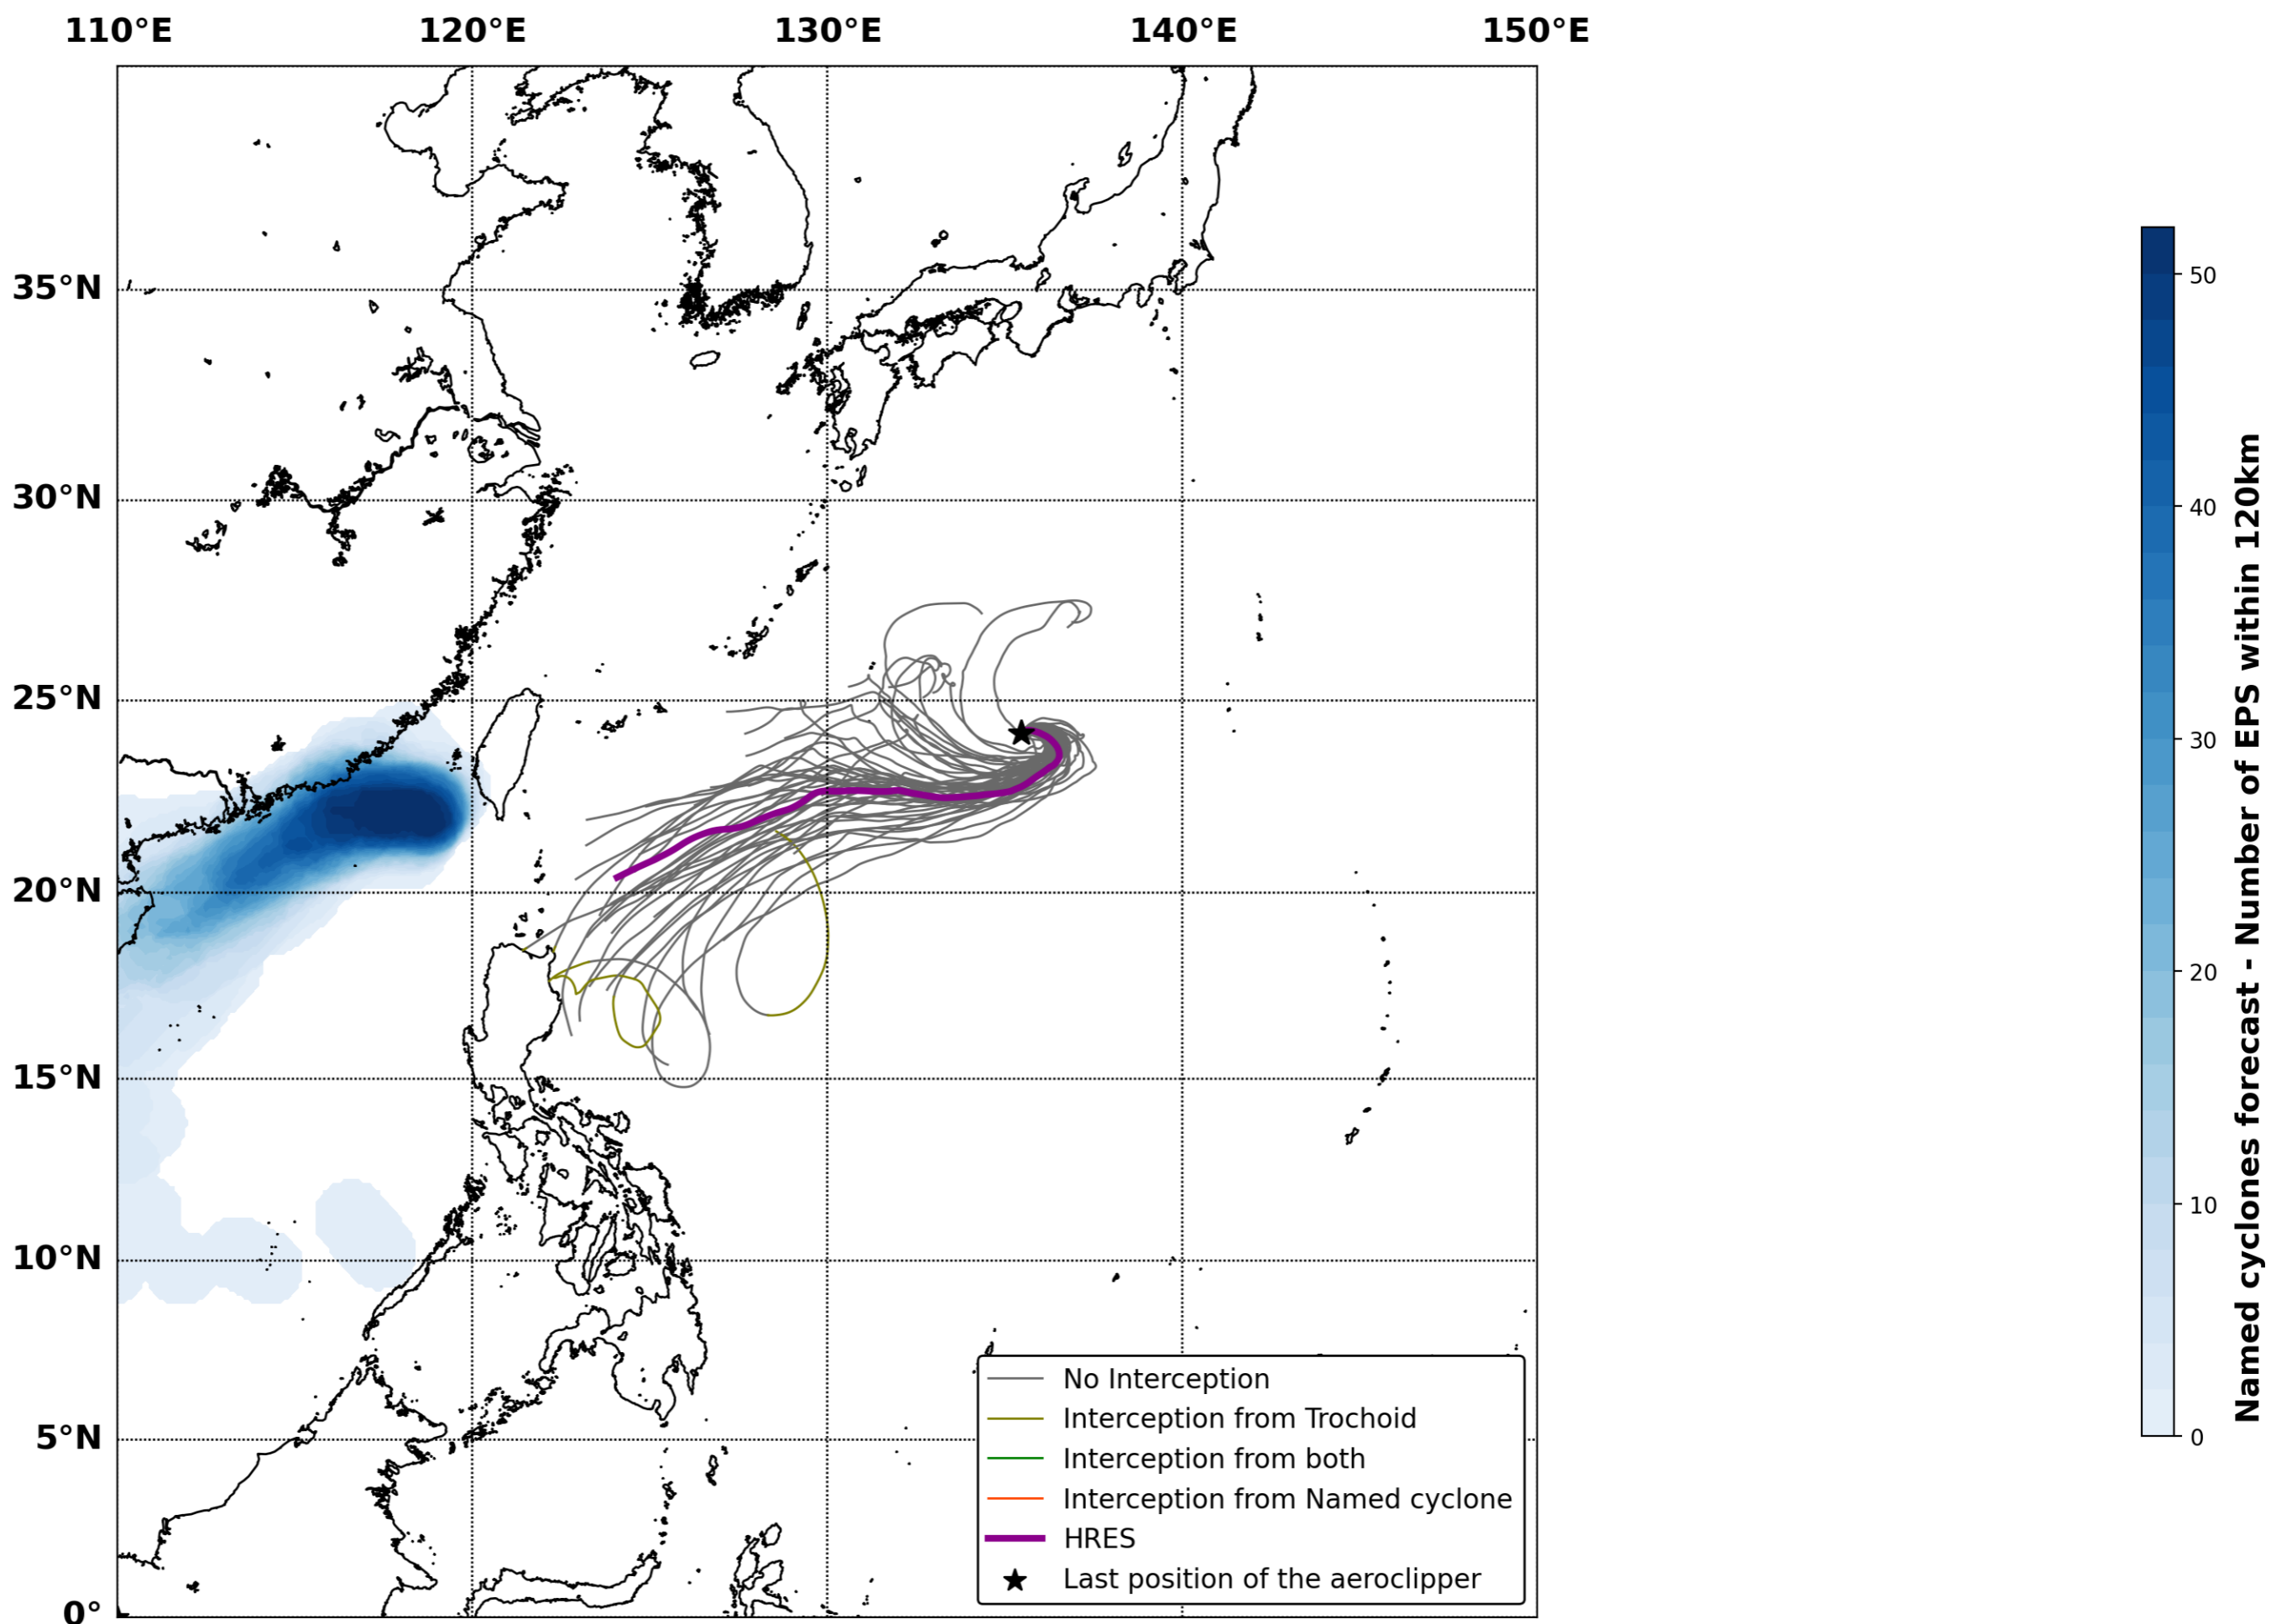 110°E 120°E 130°E 140°E 150°E
35°N
30°N
25°N
20°N
15°N
10°N
5°N
0°
No Interception
Interception from Trochoid
Interception from both
Interception from Named cyclone
HRES
Last position of the aeroclipper
50
40
30
20
10
0
Named cyclones forecast - Number of EPS within 120km